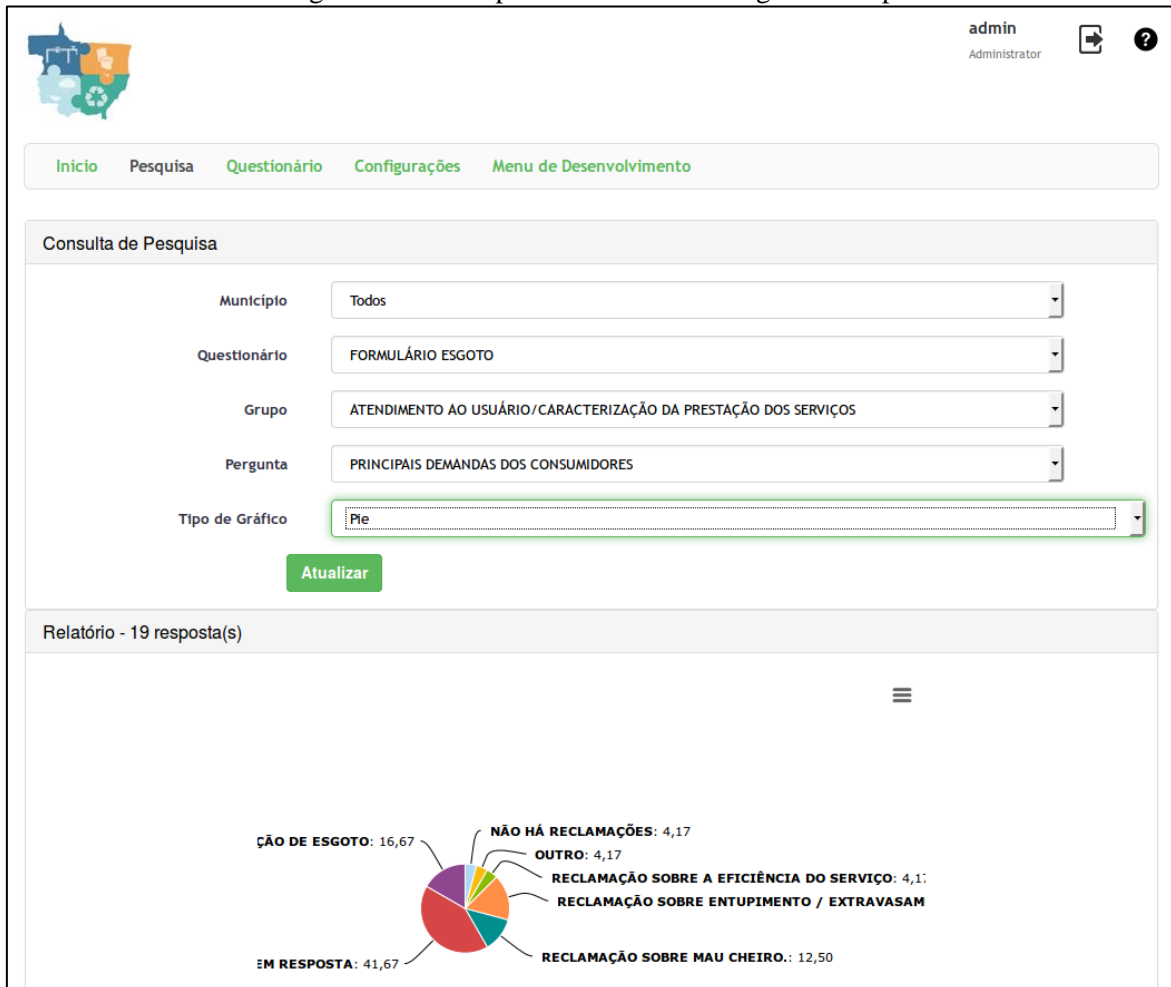 admin
Administrator
Inicio Pesquisa Questionário Configurações Menu de Desenvolvimento
Consulta de Pesquisa
Município Todos
Questionário FORMULÁRIO ESGOTO
Grupo ATENDIMENTO AO USUÁRIO/CARACTERIZAÇÃO DA PRESTAÇÃO DOS SERVIÇOS
Pergunta PRINCIPAIS DEMANDAS DOS CONSUMIDORES
Tipo de Gráfico Pie
Atualizar
Relatório - 19 resposta(s)
NÃO HÁ RECLAMAÇÕES: 4,17
ÇÃO DE ESGOTO: 16,67
OUTRO: 4,17
RECLAMAÇÃO SOBRE A EFICIÊNCIA DO SERVIÇO: 4,1
RECLAMAÇÃO SOBRE ENTUPIMENTO / EXTRAVASAM
RECLAMAÇÃO SOBRE MAU CHEIRO.: 12,50
EM RESPOSTA: 41,67